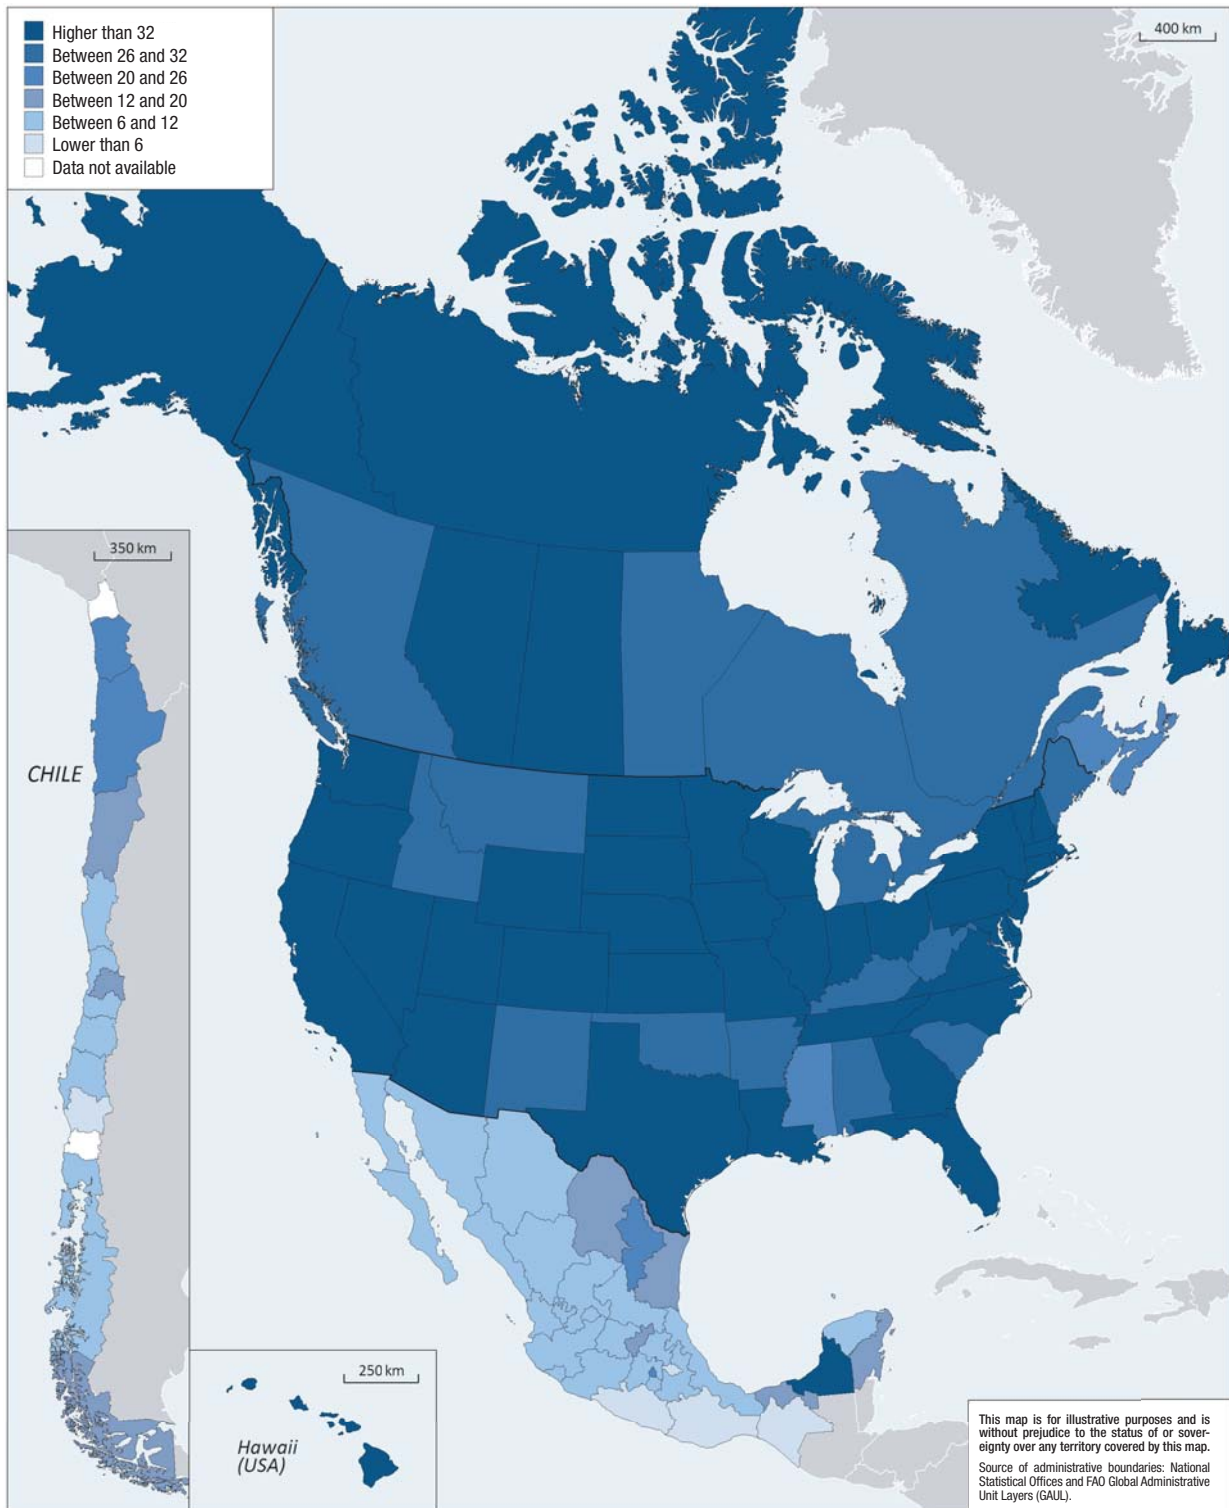 Higher than 32
Between 26 and 32
Between 20 and 26
Between 12 and 20
Between 6 and 12
Lower than 6
Data not available
400 km
350 km
CHILE
250 km
Hawaii
(USA)
This map is for illustrative purposes and is
without prejudice to the status of or sover-
eignty over any territory covered by this map.
Source of administrative boundaries: National
Statistical Offices and FAO Global Administrative
Unit Layers (GAUL).